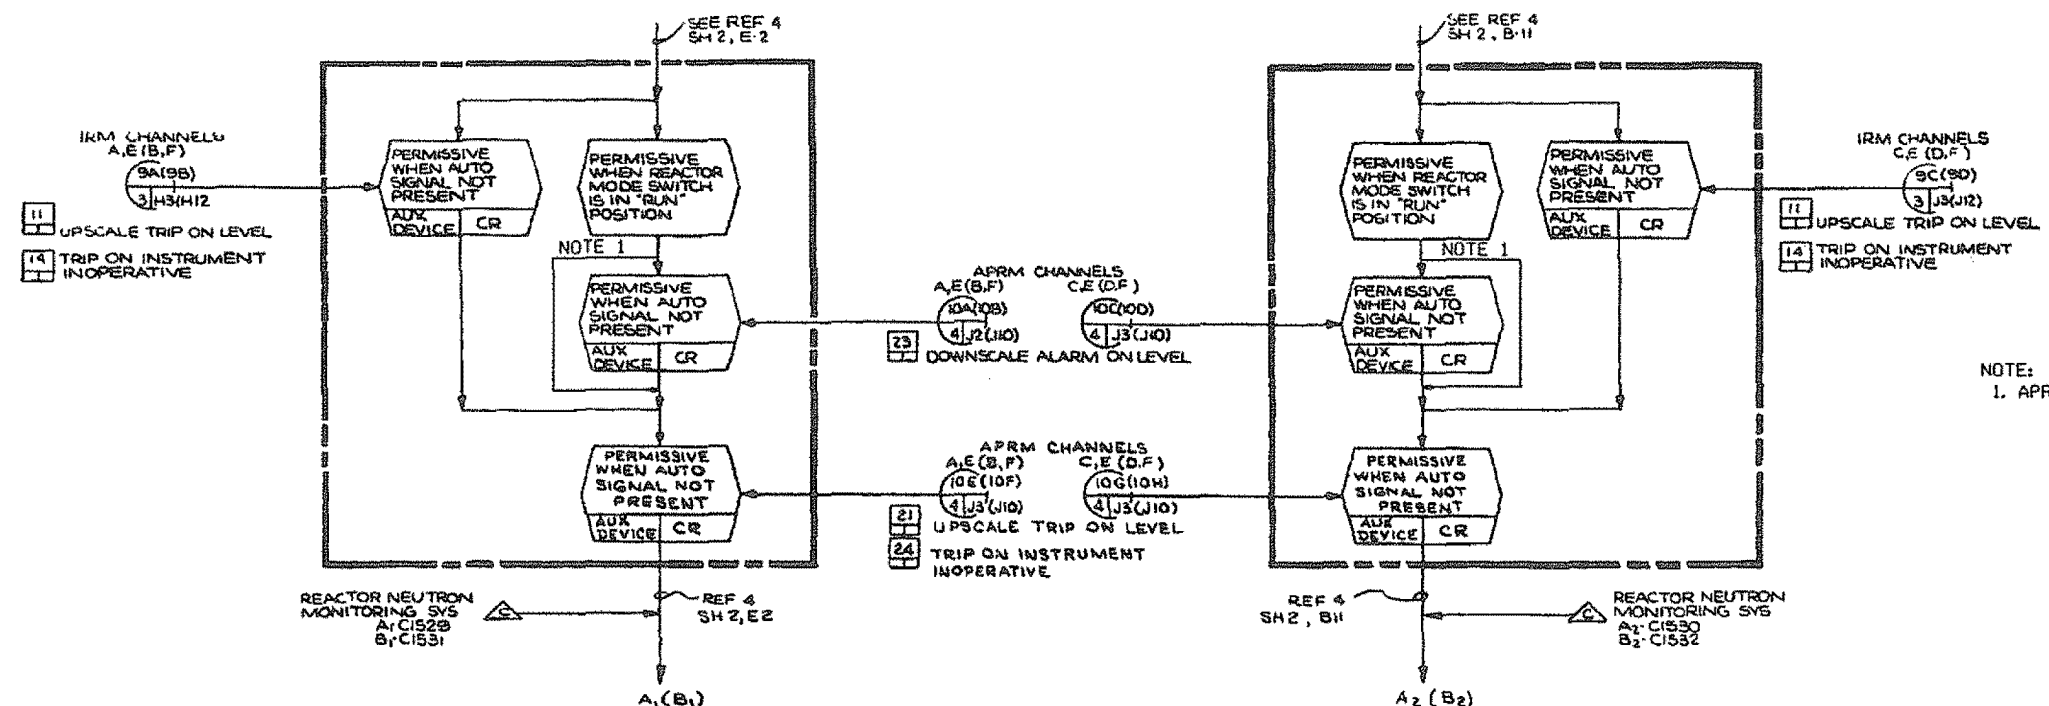 SEE REF 4
SH 2, E-2
SEE REF 4
SH 2, B-11
IRM CHANNELS
A,E (B,F)
9A(9B)
3 H3(H12
11
UPSCALE TRIP ON LEVEL
14
TRIP ON INSTRUMENT
INOPERATIVE
PERMISSIVE
WHEN AUTO
SIGNAL NOT
PRESENT
AUX
DEVICE
CR
PERMISSIVE
WHEN REACTOR
MODE SWITCH
IS IN "RUN"
POSITION
NOTE 1
PERMISSIVE
WHEN AUTO
SIGNAL NOT
PRESENT
AUX
DEVICE
CR
PERMISSIVE
WHEN AUTO
SIGNAL NOT
PRESENT
AUX
DEVICE
CR
APRM CHANNELS
A,E (B,F)
10A(10B)
4 J2(J10)
C,E (D,F)
10C(10D)
4 J3(J10)
23
DOWNSCALE ALARM ON LEVEL
APRM CHANNELS
A,E (B,F)
10E(10F)
4 J3(J10)
C,E (D,F)
10G(10H)
4 J3(J10)
21
UPSCALE TRIP ON LEVEL
24
TRIP ON INSTRUMENT
INOPERATIVE
PERMISSIVE
WHEN REACTOR
MODE SWITCH
IS IN "RUN"
POSITION
PERMISSIVE
WHEN AUTO
SIGNAL NOT
PRESENT
AUX
DEVICE
CR
NOTE 1
PERMISSIVE
WHEN AUTO
SIGNAL NOT
PRESENT
AUX
DEVICE
CR
PERMISSIVE
WHEN AUTO
SIGNAL NOT
PRESENT
AUX
DEVICE
CR
IRM CHANNELS
C,E (D,F)
9C(9D)
3 J3(J12)
11
UPSCALE TRIP ON LEVEL
14
TRIP ON INSTRUMENT
INOPERATIVE
NOTE:
1. APR
REACTOR NEUTRON
MONITORING SYS
A1-C1529
B1-C1531
C
REF 4
SH 2, E2
A1(B1)
REF 4
SH 2, B11
C
REACTOR NEUTRON
MONITORING SYS
A2-C1530
B2-C1532
A2(B2)